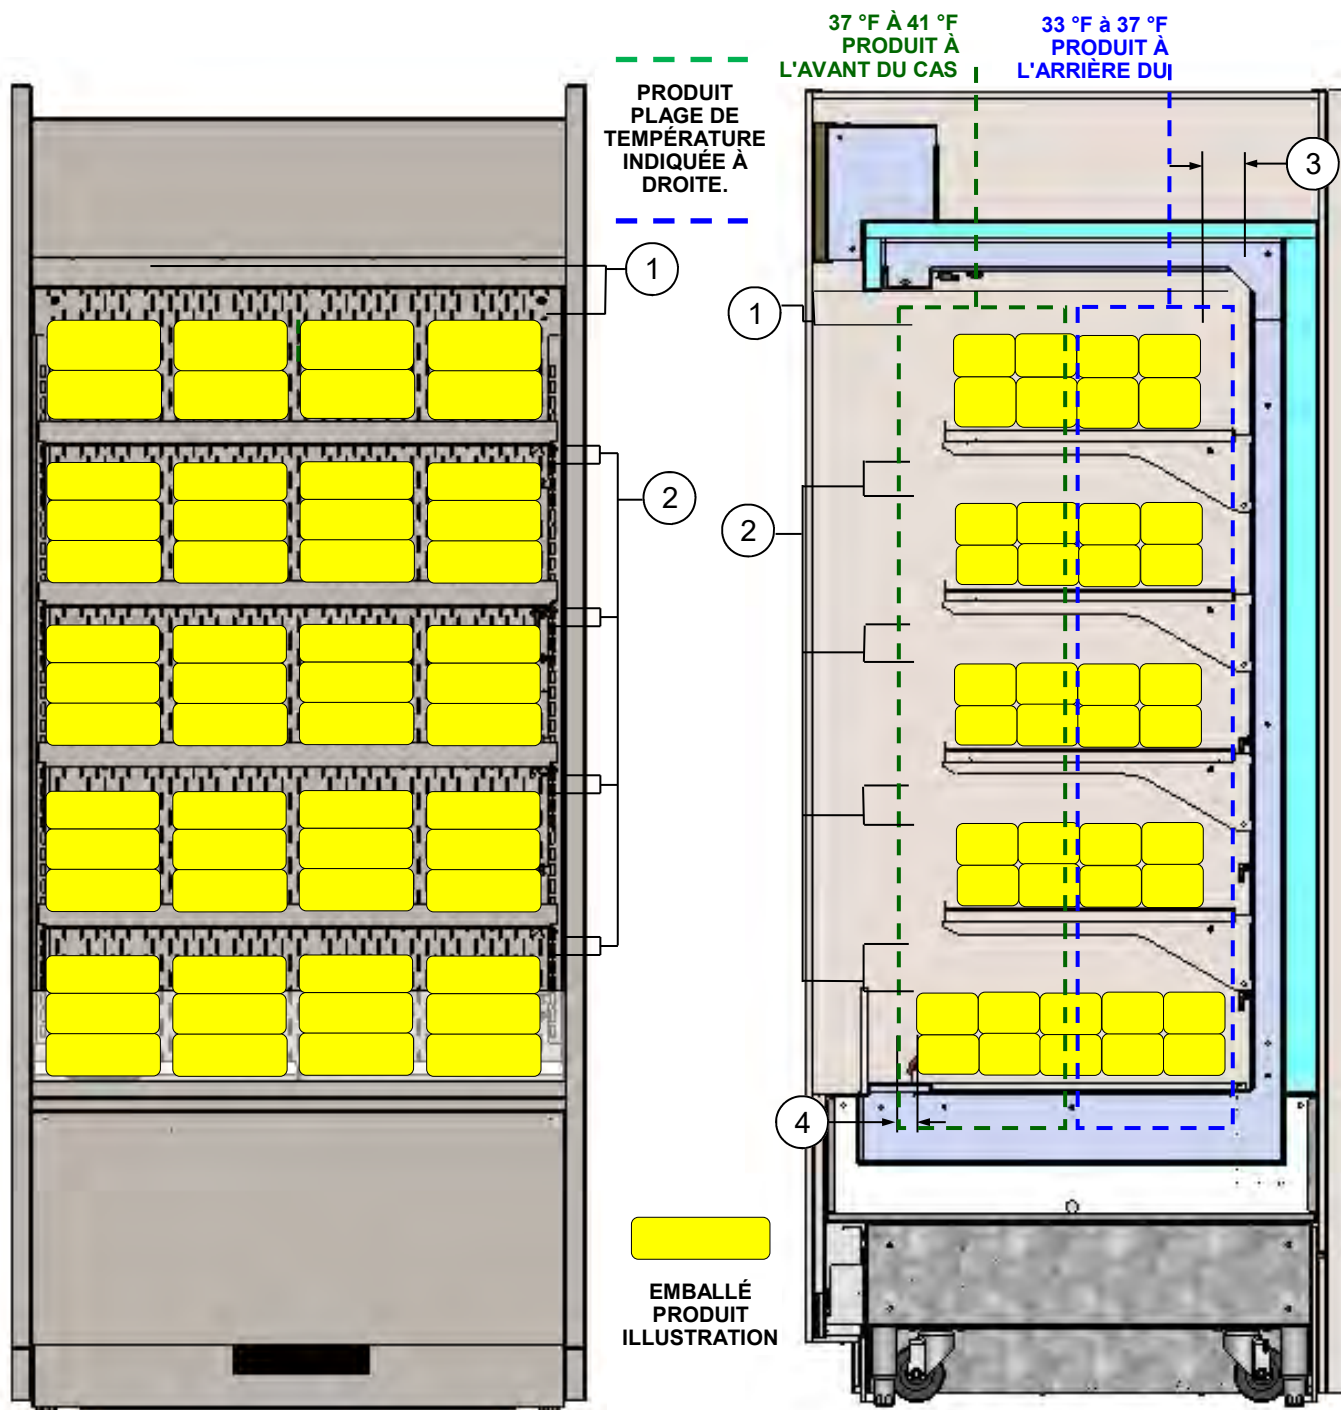 37 °F À 41 °F
PRODUIT À
L'AVANT DU CAS
33 °F à 37 °F
PRODUIT À
L'ARRIÈRE DU
PRODUIT
PLAGE DE
TEMPÉRATURE
INDIQUÉE À
DROITE.
3
1
1
2
2
4
EMBALLÉ
PRODUIT
ILLUSTRATION